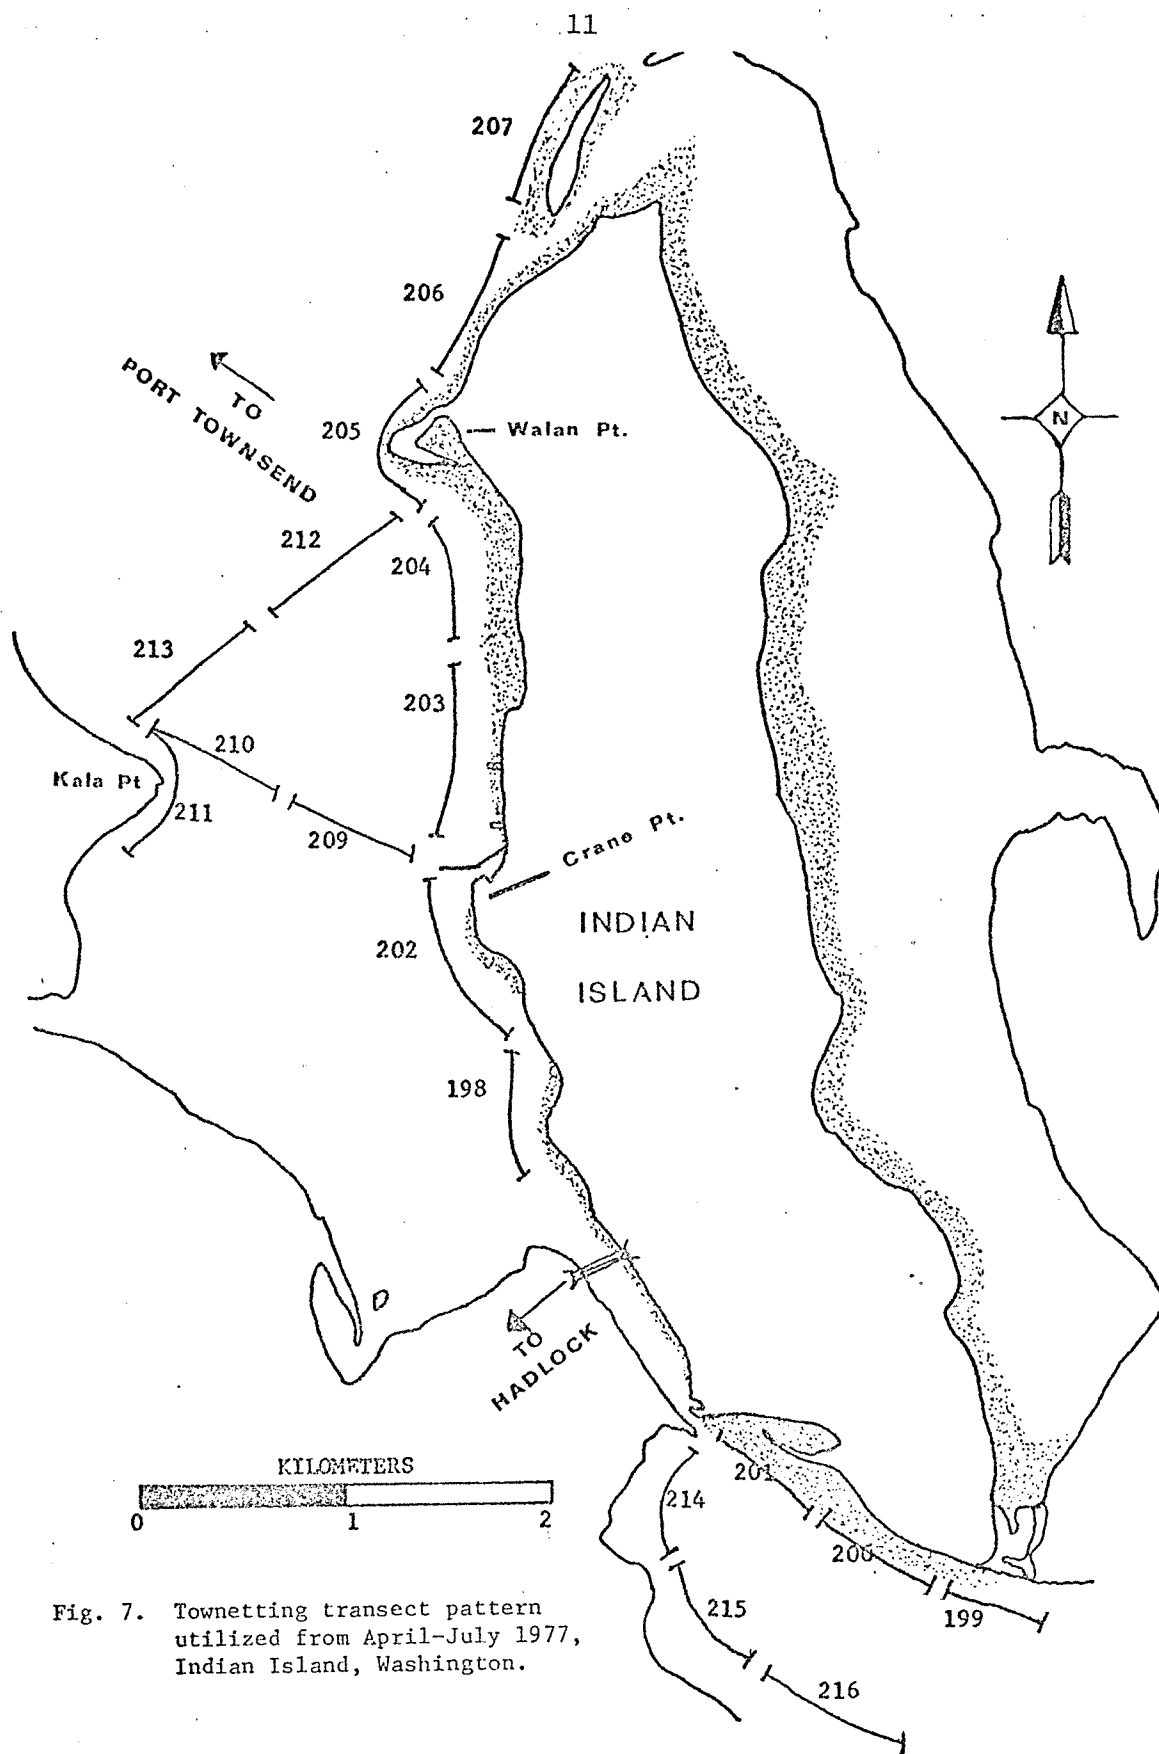 11
207
206
TO
PORT TOWNSEND
205
Walan Pt.
N
212
204
213
203
210
Kala Pt
211
209
Crane Pt.
202
INDIAN
ISLAND
198
TO
HADLOCK
KILOMETERS
0 1 2
201
214
200
215
199
216
Fig. 7. Townetting transect pattern
utilized from April-July 1977,
Indian Island, Washington.